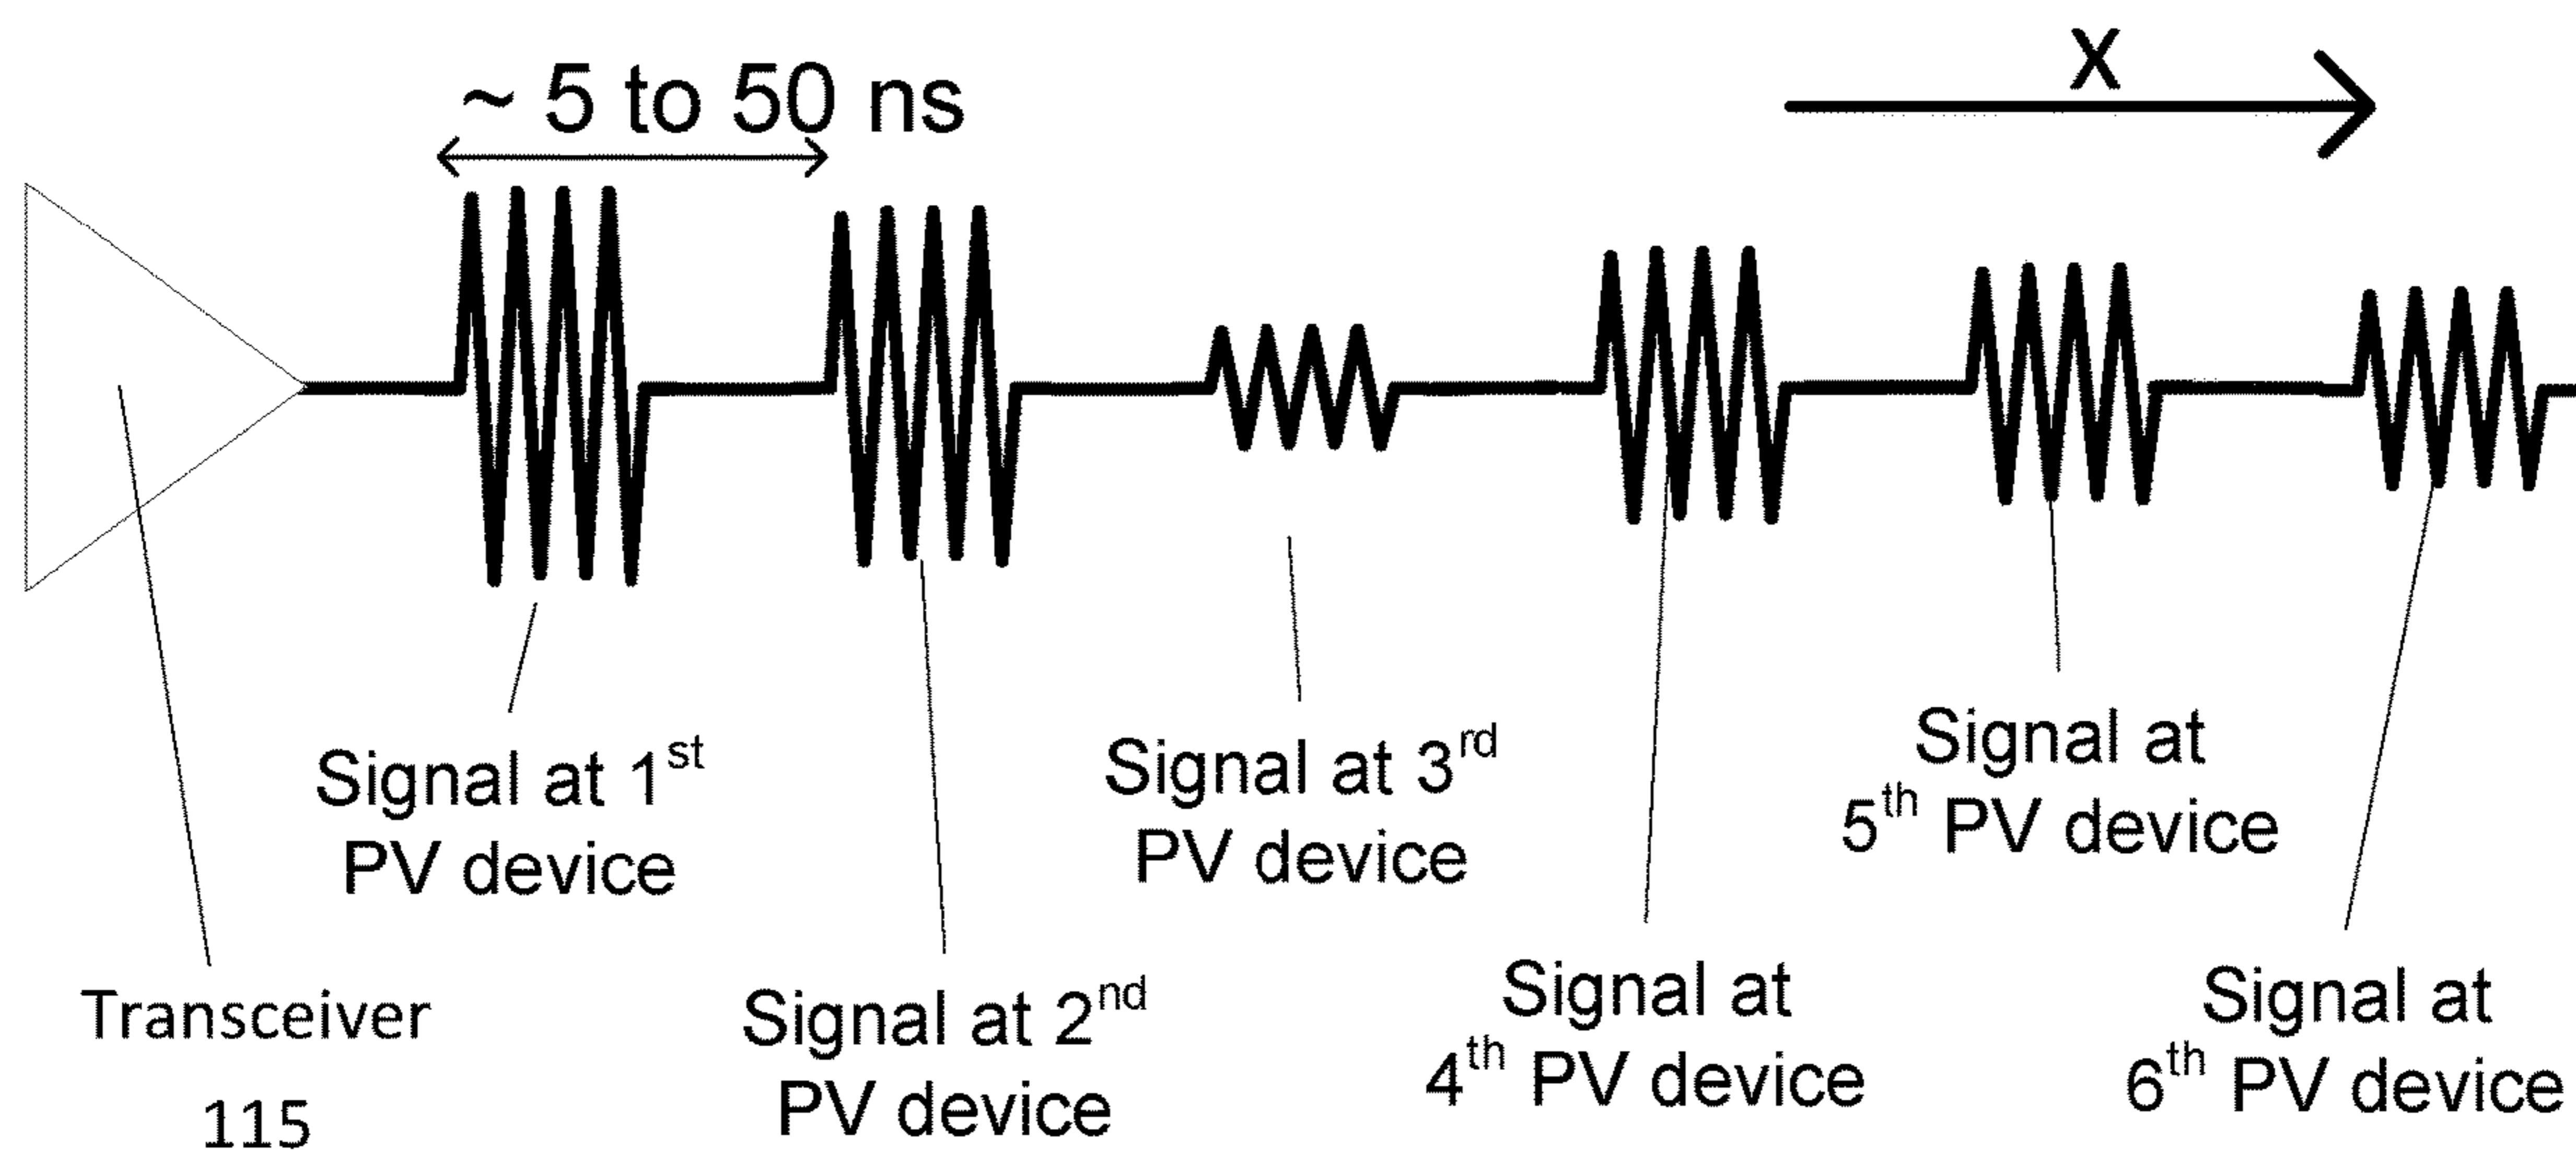 ~ 5 to 50 ns
X
Signal at 1st
PV device
Signal at 3rd
PV device
Signal at
5th PV device
Transceiver
115
Signal at 2nd
PV device
Signal at
4th PV device
Signal at
6th PV device